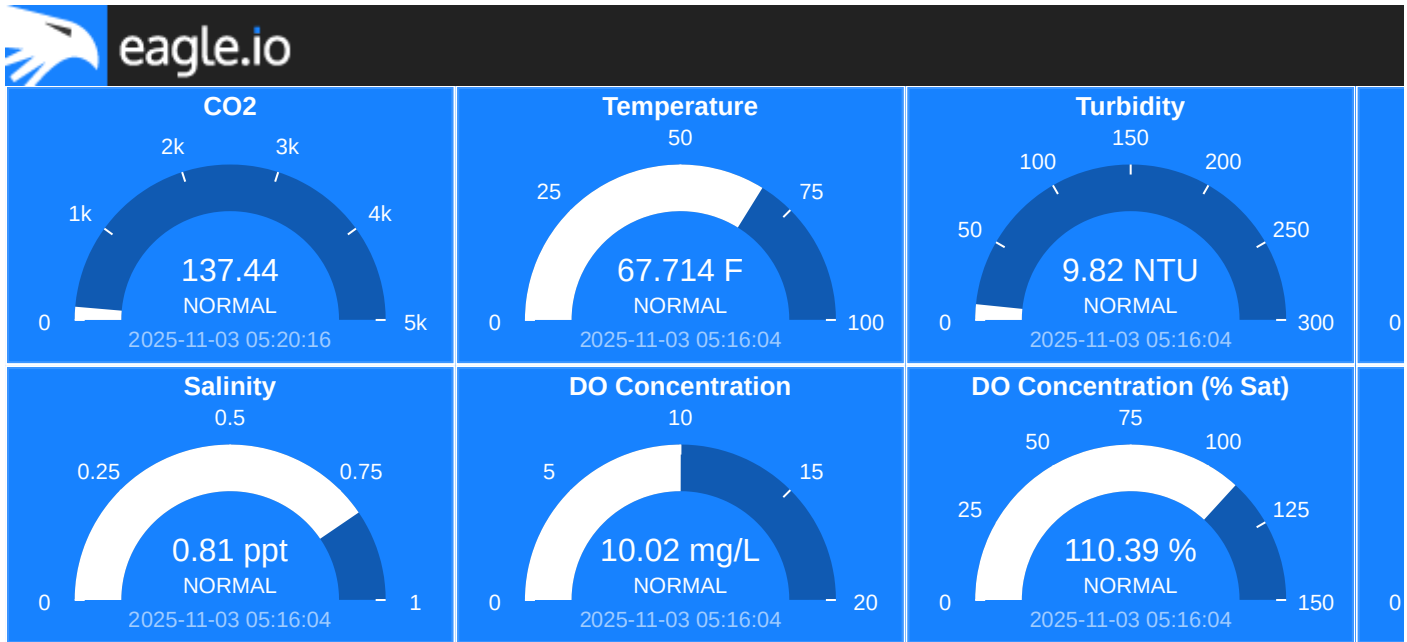 eagle.io
CO2
2k
3k
1k
4k
137.44
NORMAL
0
5k
2025-11-03 05:20:16
Temperature
50
25
75
67.714 F
NORMAL
0
100
2025-11-03 05:16:04
Turbidity
150
100
200
50
250
9.82 NTU
NORMAL
0
300
2025-11-03 05:16:04
0
Salinity
0.5
0.25
0.75
0.81 ppt
NORMAL
0
1
2025-11-03 05:16:04
DO Concentration
10
5
15
10.02 mg/L
NORMAL
0
20
2025-11-03 05:16:04
DO Concentration (% Sat)
75
50
100
25
125
110.39 %
NORMAL
0
150
2025-11-03 05:16:04
0